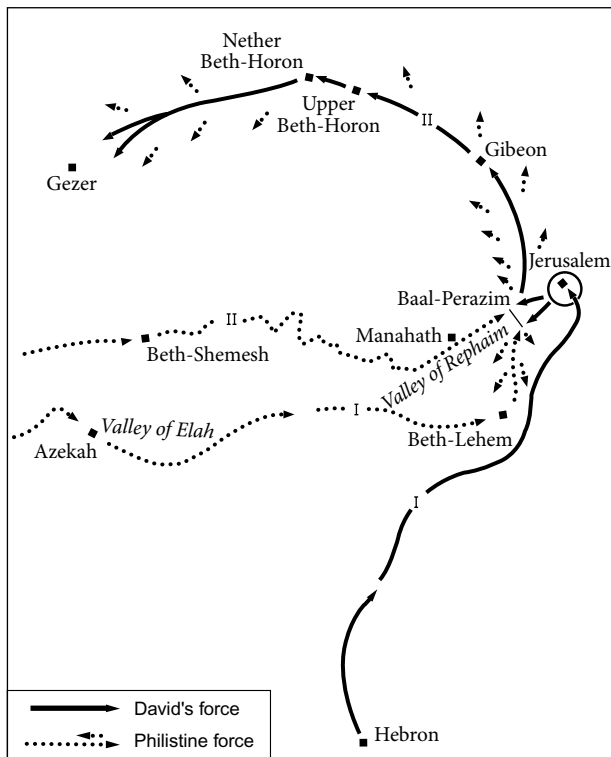 Nether
Beth-Horon
Upper
Beth-Horon
II
Gibeon
Gezer
Jerusalem
Baal-Perazim
II
Manahath
Beth-Shemesh
Valley of Rephaim
Valley of Elah
I
Azekah
Beth-Lehem
I
David's force
Philistine force
Hebron